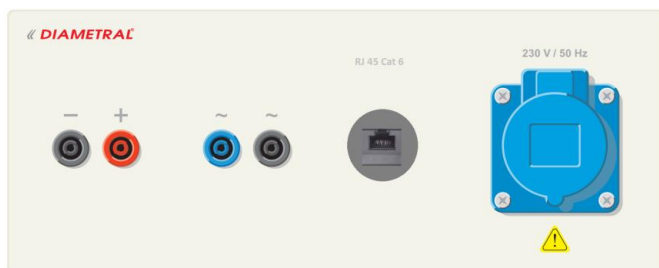 DIAMETRAL
RJ 45 Cat 6
230 V / 50 Hz
− +
~ ~